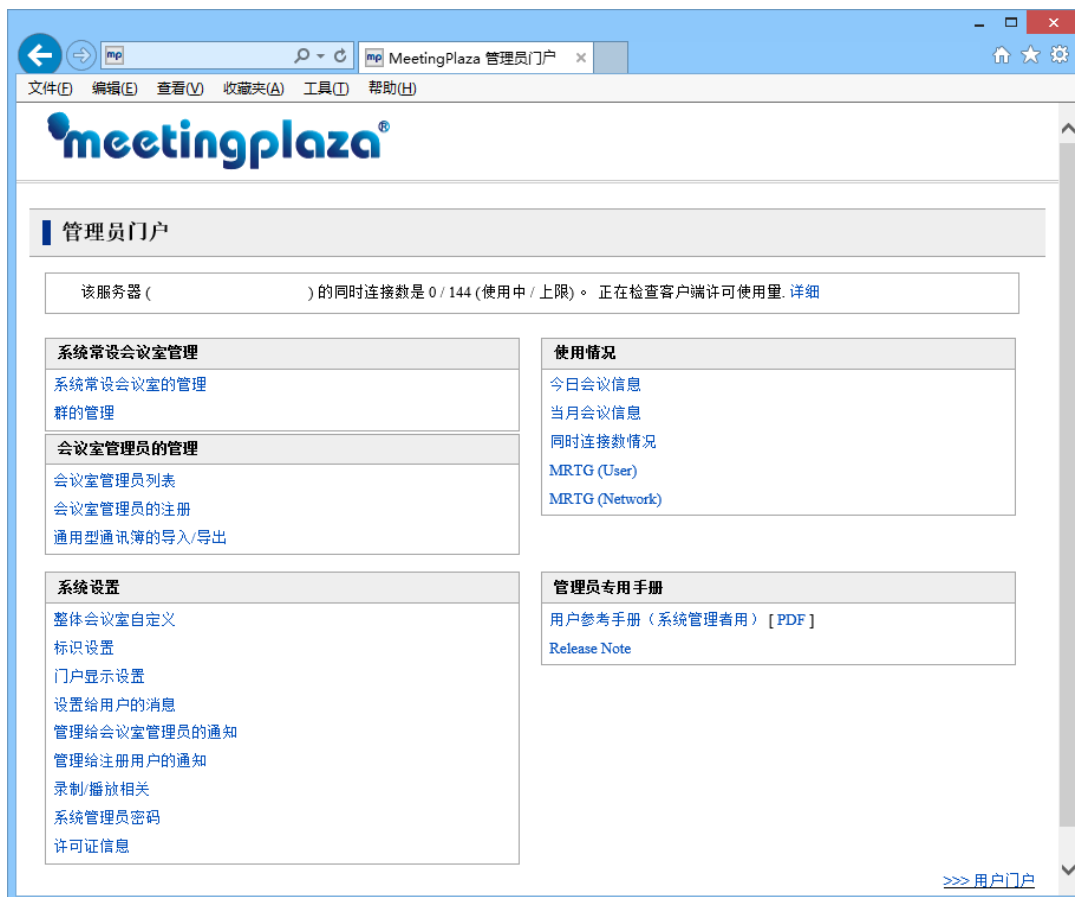 mp
mp MeetingPlaza 管理员门户
文件(F) 编辑(E) 查看(V) 收藏夹(A) 工具(T) 帮助(H)
meetingplaza®
管理员门户
该服务器 ( ) 的同时连接数是 0 / 144 (使用中 / 上限)。 正在检查客户端许可使用量. 详细
系统常设会议室管理
系统常设会议室的管理
群的管理
会议室管理员的管理
会议室管理员列表
会议室管理员的注册
通用型通讯簿的导入/导出
使用情况
今日会议信息
当月会议信息
同时连接数情况
MRTG (User)
MRTG (Network)
系统设置
整体会议室自定义
标识设置
门户显示设置
设置给用户的消息
管理给会议室管理员的通知
管理给注册用户的通知
录制/播放相关
系统管理员密码
许可证信息
管理员专用手册
用户参考手册（系统管理者用） [ PDF ]
Release Note
>>> 用户门户